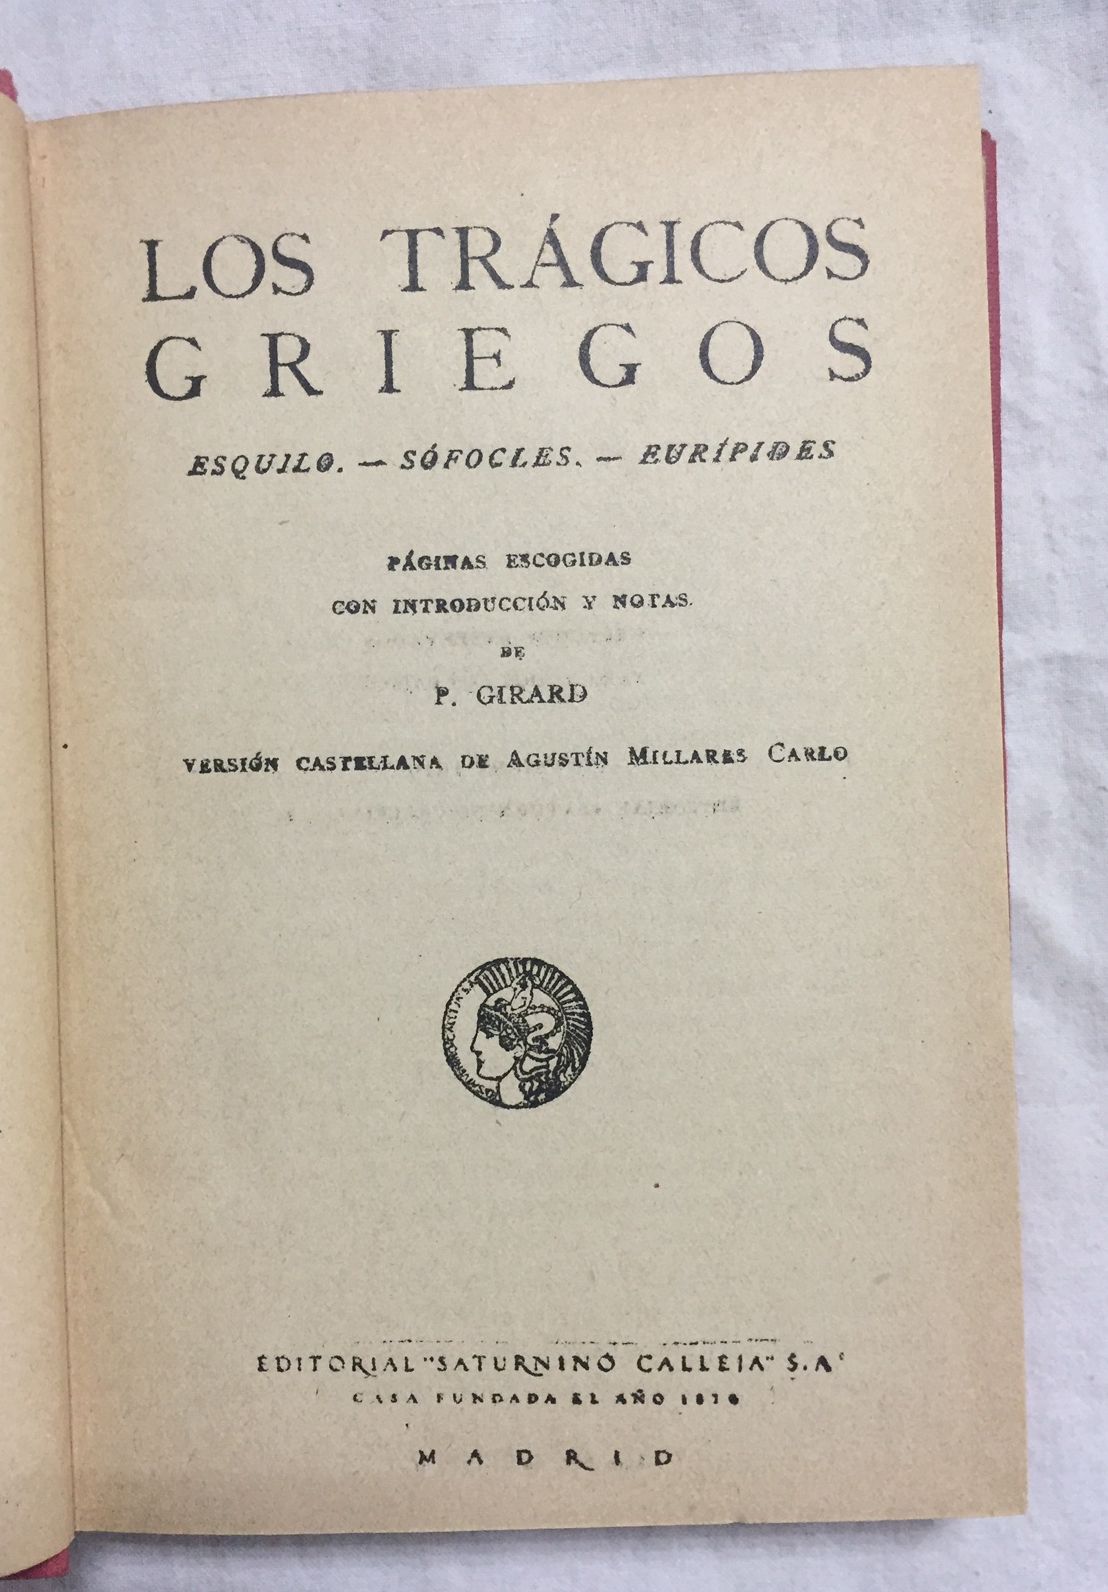 LOS TRÁGICOS
GRIEGOS
ESQUILO. — SÓFOCLES. — EURÍPIDES
PÁGINAS ESCOGIDAS
CON INTRODUCCIÓN Y NOTAS
DE
P. GIRARD
VERSIÓN CASTELLANA DE AGUSTÍN MILLARES CARLO
EDITORIAL "SATURNINO CALLEJA" S.A.
CASA FUNDADA EL AÑO 1876
MADRID